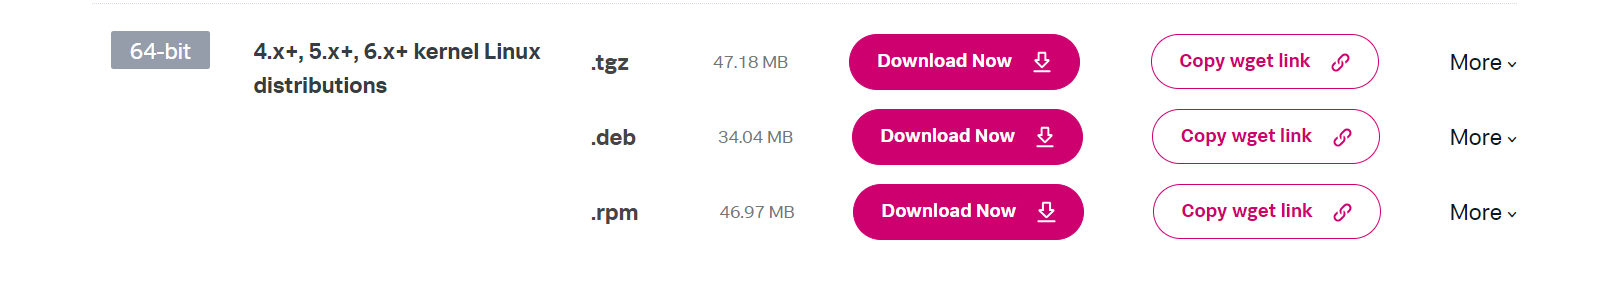 64-bit
4.x+, 5.x+, 6.x+ kernel Linux
distributions
.tgz
47.18 MB
Download Now
Copy wget link
More
.deb
34.04 MB
Download Now
Copy wget link
More
.rpm
46.97 MB
Download Now
Copy wget link
More